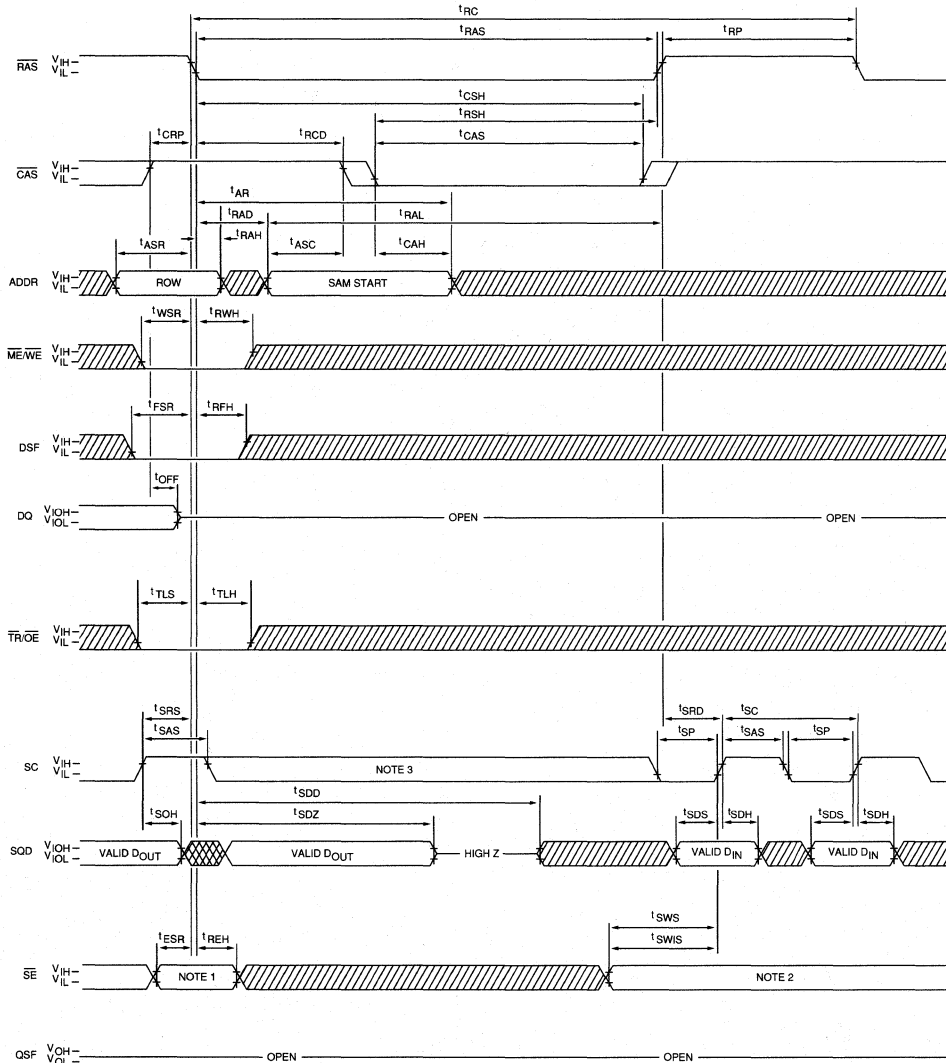 tRC
tRAS
tRP
RAS
VIH
VIL
tCSH
tRSH
tCRP
tRCD
tCAS
CAS
VIH
VIL
tAR
tRAD
tRAL
tRAH
tASR
tASC
tCAH
ADDR
VIH
VIL
ROW
SAM START
tWSR
tRWH
ME/WE
VIH
VIL
tFSR
tRFH
DSF
VIH
VIL
tOFF
DQ
VIOH
VIOL
OPEN
OPEN
tTLS
tTLH
TR/OE
VIH
VIL
tSRS
tSRD
tSC
tSAS
tSP
tSAS
tSP
SC
VIH
VIL
NOTE 3
tSDD
tSOH
tSDZ
tSDS
tSDH
tSDS
tSDH
SQD
VIOH
VIOL
VALID DOUT
VALID DOUT
HIGH Z
VALID DIN
VALID DIN
tSWS
tESR
tREH
tSWIS
SE
VIH
VIL
NOTE 1
NOTE 2
QSF
VOH
VOL
OPEN
OPEN